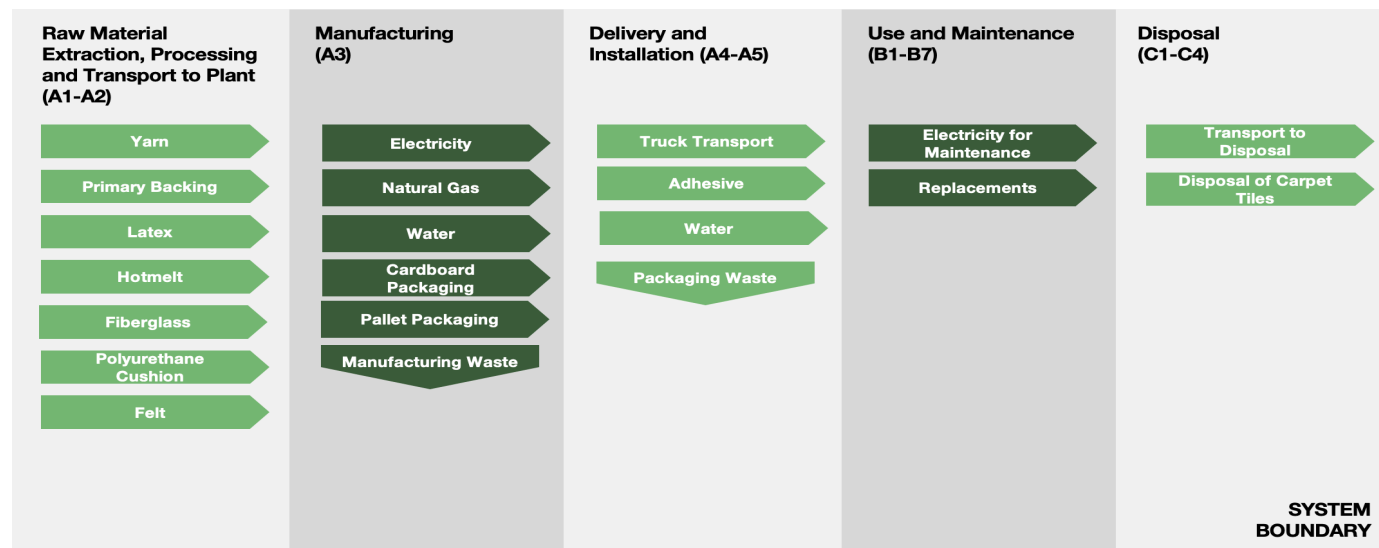 Raw Material
Extraction, Processing
and Transport to Plant
(A1-A2)
Yarn
Primary Backing
Latex
Hotmelt
Fiberglass
Polyurethane
Cushion
Felt
Manufacturing
(A3)
Electricity
Natural Gas
Water
Cardboard
Packaging
Pallet Packaging
Manufacturing Waste
Delivery and
Installation (A4-A5)
Truck Transport
Adhesive
Water
Packaging Waste
Use and Maintenance
(B1-B7)
Electricity for
Maintenance
Replacements
Disposal
(C1-C4)
Transport to
Disposal
Disposal of Carpet
Tiles
SYSTEM
BOUNDARY